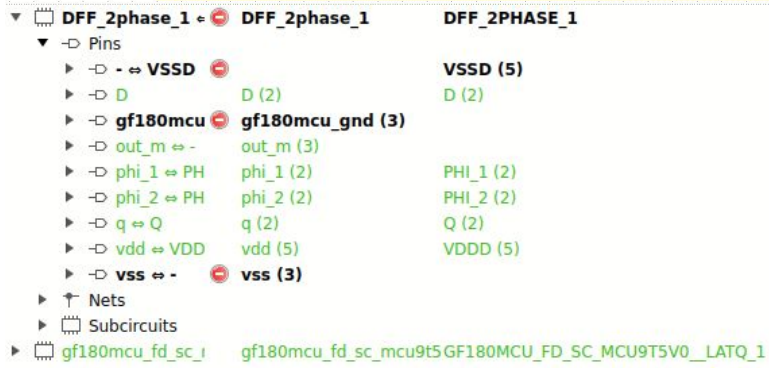 DFF_2phase_1 ⇔ DFF_2phase_1 DFF_2PHASE_1
Pins
- ⇔ VSSD VSSD (5)
D D (2) D (2)
gf180mcu gf180mcu_gnd (3)
out_m ⇔ - out_m (3)
phi_1 ⇔ PH phi_1 (2) PHI_1 (2)
phi_2 ⇔ PH phi_2 (2) PHI_2 (2)
q ⇔ Q q (2) Q (2)
vdd ⇔ VDD vdd (5) VDDD (5)
vss ⇔ - vss (3)
Nets
Subcircuits
gf180mcu_fd_sc_r gf180mcu_fd_sc_mcu9t5 GF180MCU_FD_SC_MCU9T5V0__LATQ_1